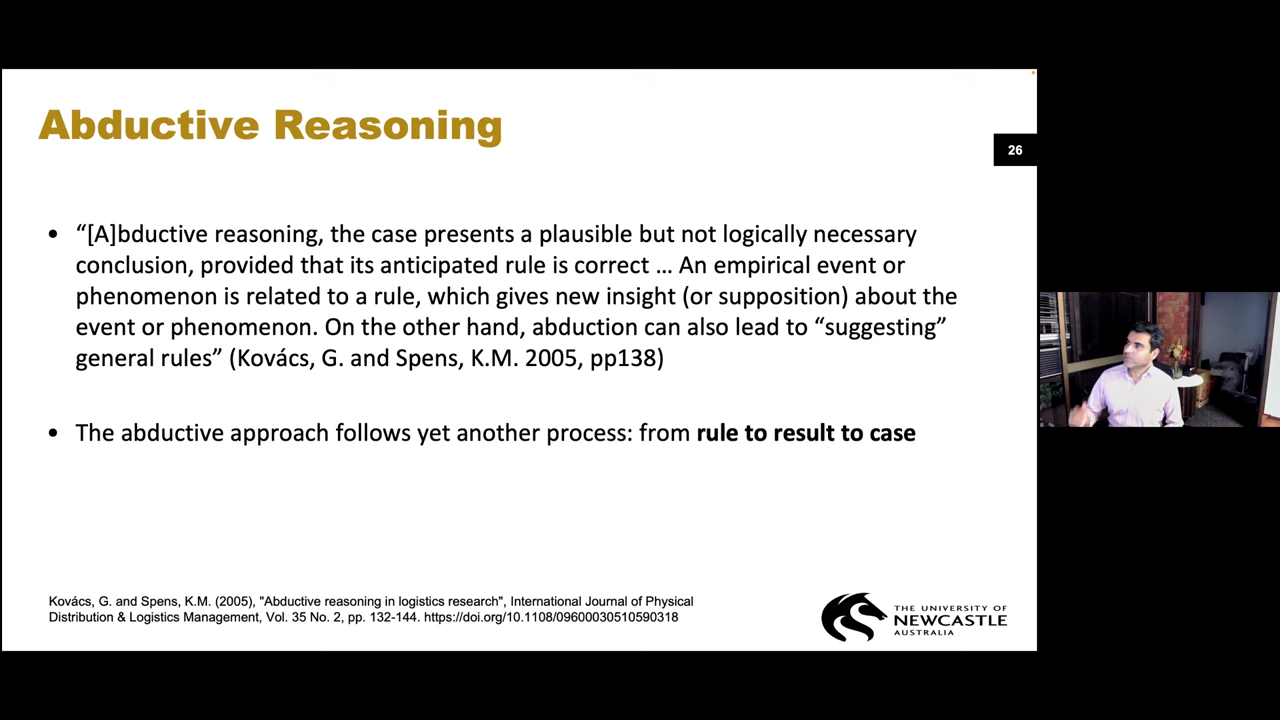 Abductive Reasoning
26
• “[A]bductive reasoning, the case presents a plausible but not logically necessary
conclusion, provided that its anticipated rule is correct … An empirical event or
phenomenon is related to a rule, which gives new insight (or supposition) about the
event or phenomenon. On the other hand, abduction can also lead to “suggesting”
general rules” (Kovács, G. and Spens, K.M. 2005, pp138)
• The abductive approach follows yet another process: from rule to result to case
Kovács, G. and Spens, K.M. (2005), "Abductive reasoning in logistics research", International Journal of Physical
Distribution & Logistics Management, Vol. 35 No. 2, pp. 132-144. https://doi.org/10.1108/09600030510590318
THE UNIVERSITY OF
NEWCASTLE
AUSTRALIA